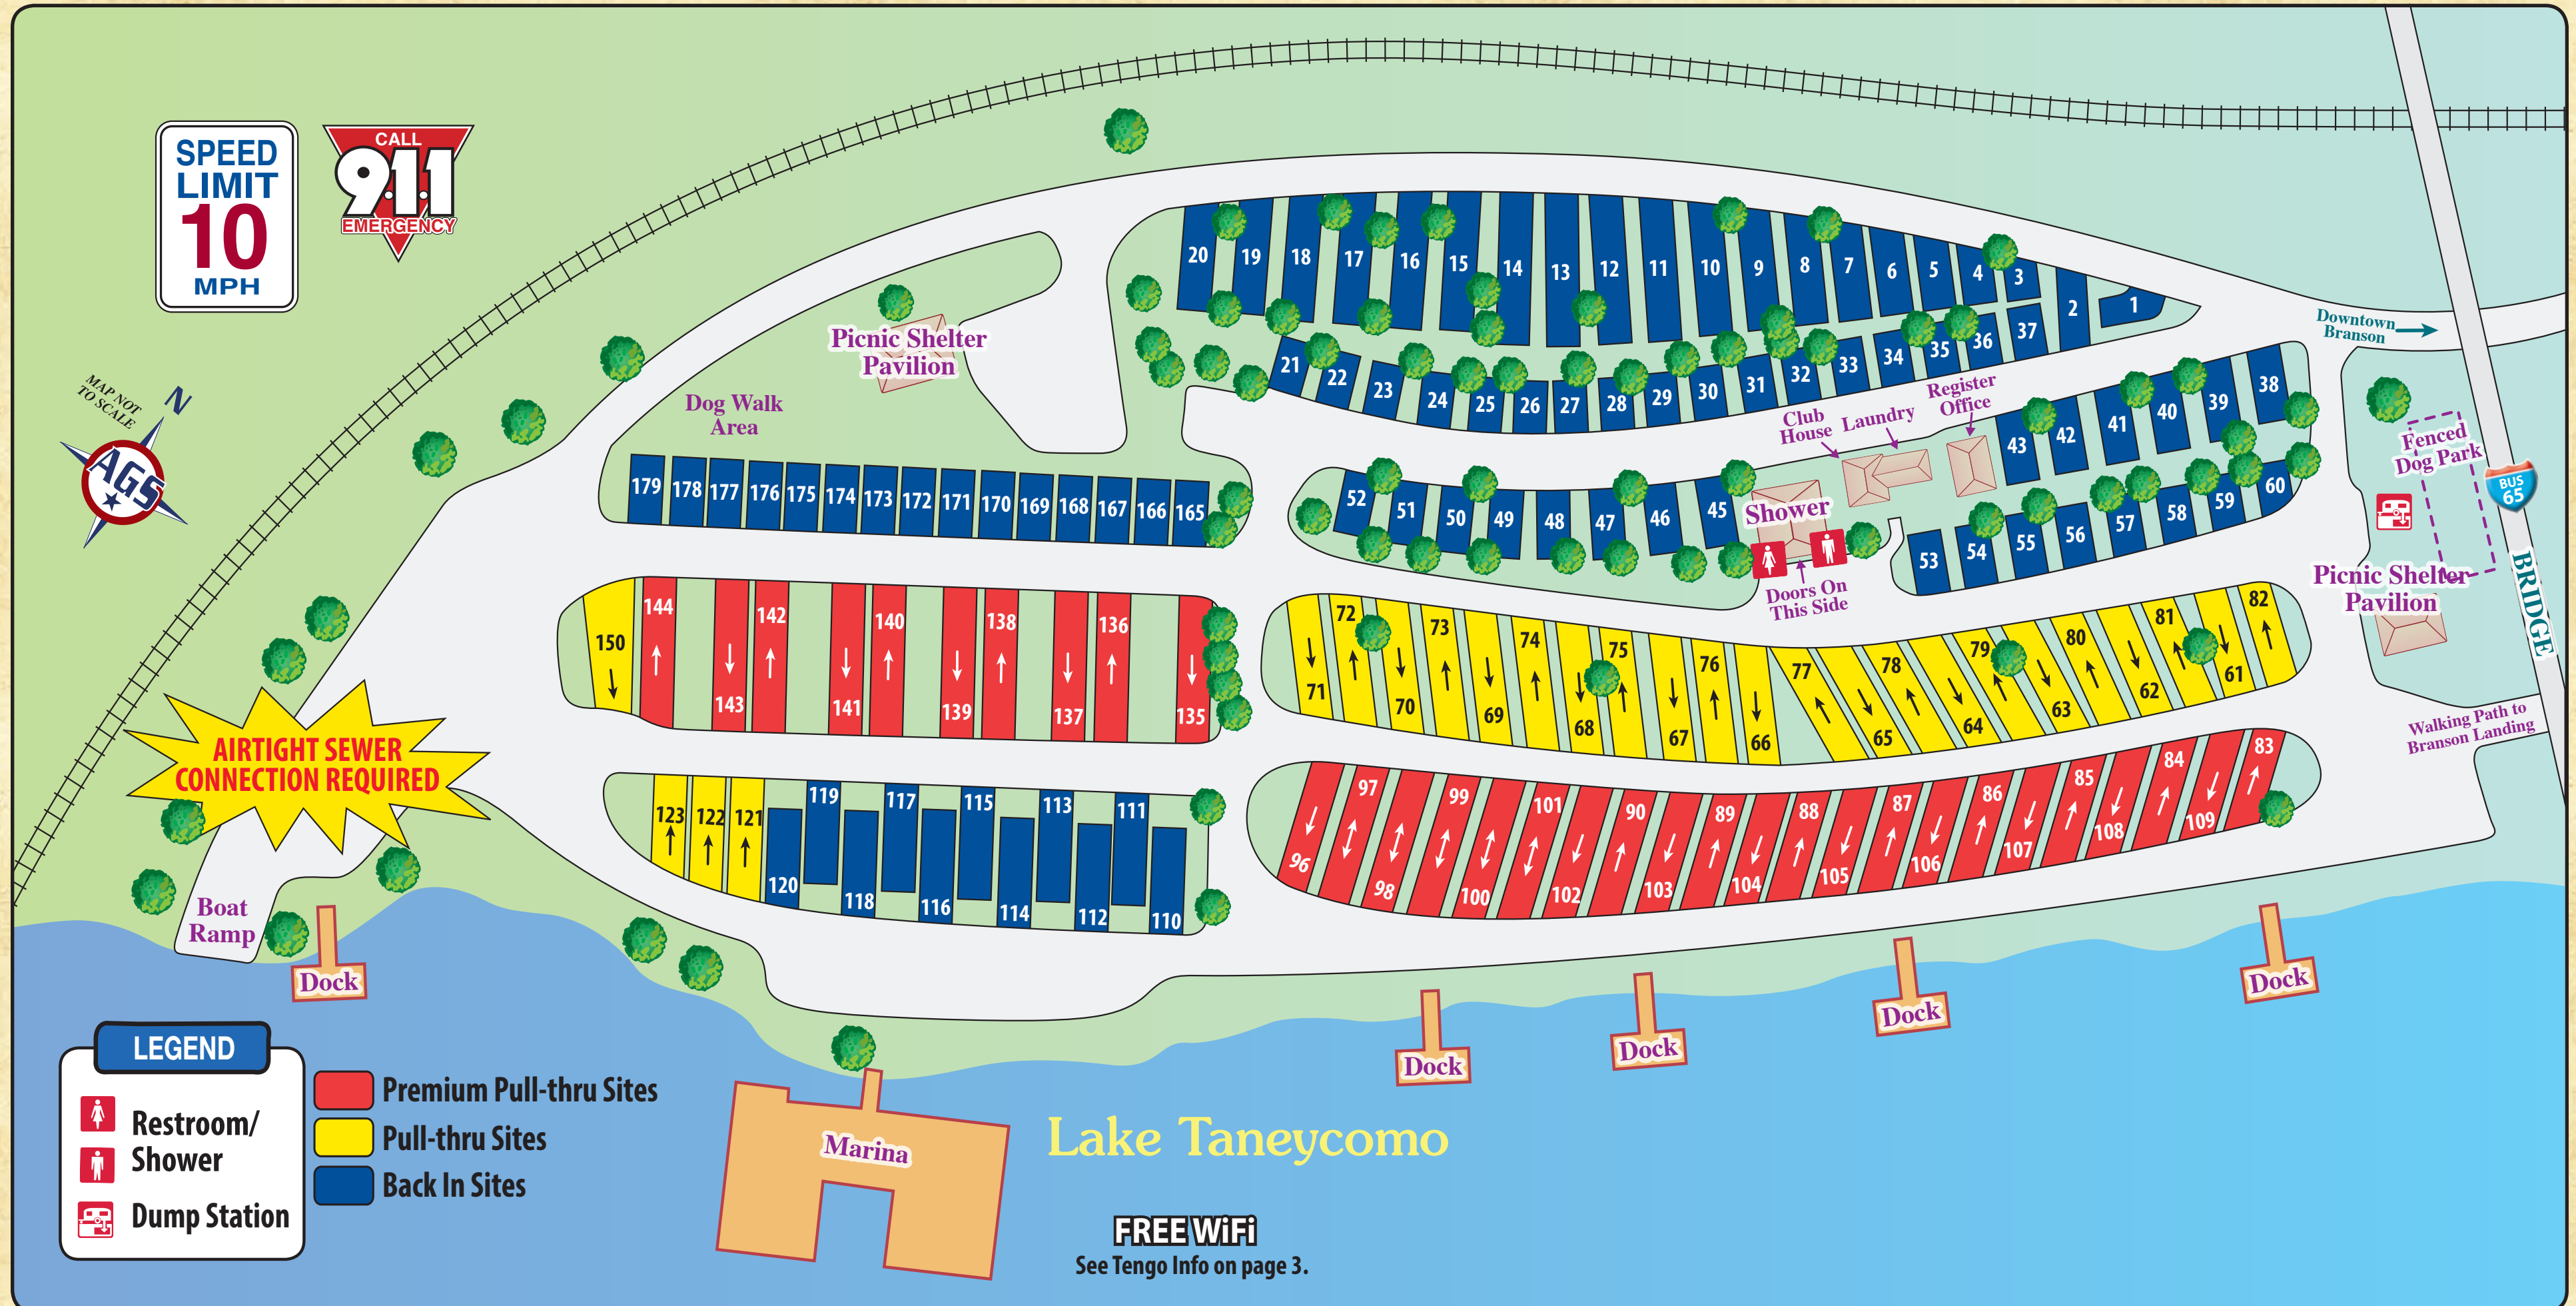 SPEED
LIMIT
10
MPH
CALL
911
EMERGENCY
MAP NOT
TO SCALE
N
AGS
Downtown
Branson
20 19 18 17 16 15 14 13 12 11 10 9 8 7 6 5 4 3 2 1
21 22 23 24 25 26 27 28 29 30 31 32 33 34 35 36 37
Picnic Shelter
Pavilion
Dog Walk
Area
Club
House
Laundry
Register
Office
43 42 41 40 39 38
Fenced
Dog Park
BUS
65
BRIDGE
179 178 177 176 175 174 173 172 171 170 169 168 167 166 165
52 51 50 49 48 47 46 45
Shower
Doors On
This Side
53 54 55 56 57 58 59 60
Picnic Shelter
Pavilion
150 144 143 142 141 140 139 138 137 136 135
72 73 74 75 76 77 78 79 80 81 82
71 70 69 68 67 66 65 64 63 62 61
Walking Path to
Branson Landing
AIRTIGHT SEWER
CONNECTION REQUIRED
123 122 121 120 119 118 117 116 115 114 113 112 111 110
97 99 101 90 89 88 87 86 85 84 83
96 98 100 102 103 104 105 106 107 108 109
Boat
Ramp
Dock
Dock
Dock
Dock
Dock
Marina
Lake Taneycomo
LEGEND
Restroom/
Shower
Dump Station
Premium Pull-thru Sites
Pull-thru Sites
Back In Sites
FREE WiFi
See Tengo Info on page 3.